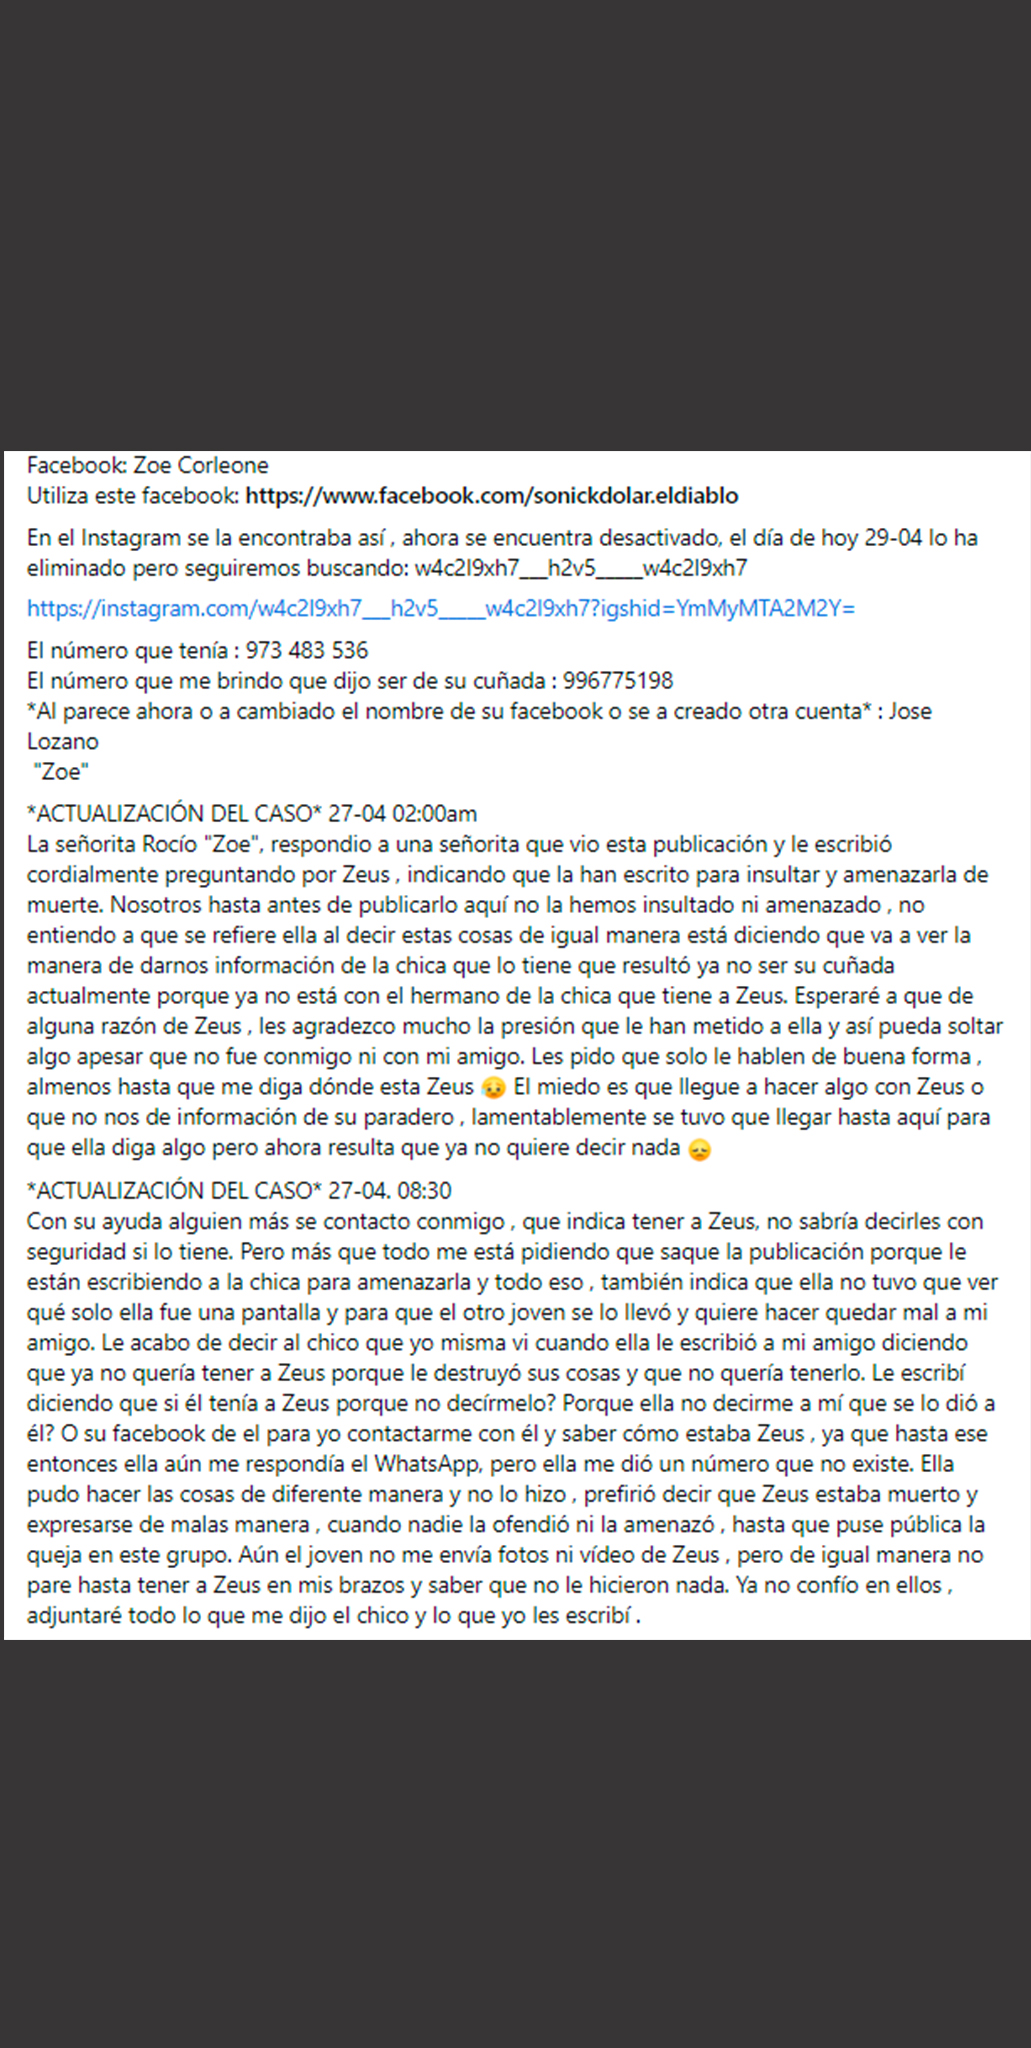 Facebook: Zoe Corleone
Utiliza este facebook: https://www.facebook.com/sonickdolar.eldiablo
En el Instagram se la encontraba así , ahora se encuentra desactivado, el día de hoy 29-04 lo ha
eliminado pero seguiremos buscando: w4c2l9xh7___h2v5_____w4c2l9xh7
https://instagram.com/w4c2l9xh7___h2v5_____w4c2l9xh7?igshid=YmMyMTA2M2Y=
El número que tenía : 973 483 536
El número que me brindo que dijo ser de su cuñada : 996775198
*Al parece ahora o a cambiado el nombre de su facebook o se a creado otra cuenta* : Jose
Lozano
"Zoe"
*ACTUALIZACIÓN DEL CASO* 27-04 02:00am
La señorita Rocío "Zoe", respondio a una señorita que vio esta publicación y le escribió
cordialmente preguntando por Zeus , indicando que la han escrito para insultar y amenazarla de
muerte. Nosotros hasta antes de publicarlo aquí no la hemos insultado ni amenazado , no
entiendo a que se refiere ella al decir estas cosas de igual manera está diciendo que va a ver la
manera de darnos información de la chica que lo tiene que resultó ya no ser su cuñada
actualmente porque ya no está con el hermano de la chica que tiene a Zeus. Esperaré a que de
alguna razón de Zeus , les agradezco mucho la presión que le han metido a ella y así pueda soltar
algo apesar que no fue conmigo ni con mi amigo. Les pido que solo le hablen de buena forma ,
almenos hasta que me diga dónde esta Zeus 😥 El miedo es que llegue a hacer algo con Zeus o
que no nos de información de su paradero , lamentablemente se tuvo que llegar hasta aquí para
que ella diga algo pero ahora resulta que ya no quiere decir nada 😞
*ACTUALIZACIÓN DEL CASO* 27-04. 08:30
Con su ayuda alguien más se contacto conmigo , que indica tener a Zeus, no sabría decirles con
seguridad si lo tiene. Pero más que todo me está pidiendo que saque la publicación porque le
están escribiendo a la chica para amenazarla y todo eso , también indica que ella no tuvo que ver
qué solo ella fue una pantalla y para que el otro joven se lo llevó y quiere hacer quedar mal a mi
amigo. Le acabo de decir al chico que yo misma vi cuando ella le escribió a mi amigo diciendo
que ya no quería tener a Zeus porque le destruyó sus cosas y que no quería tenerlo. Le escribí
diciendo que si él tenía a Zeus porque no decírmelo? Porque ella no decirme a mí que se lo dió a
él? O su facebook de el para yo contactarme con él y saber cómo estaba Zeus , ya que hasta ese
entonces ella aún me respondía el WhatsApp, pero ella me dió un número que no existe. Ella
pudo hacer las cosas de diferente manera y no lo hizo , prefirió decir que Zeus estaba muerto y
expresarse de malas manera , cuando nadie la ofendió ni la amenazó , hasta que puse pública la
queja en este grupo. Aún el joven no me envía fotos ni vídeo de Zeus , pero de igual manera no
pare hasta tener a Zeus en mis brazos y saber que no le hicieron nada. Ya no confío en ellos ,
adjuntaré todo lo que me dijo el chico y lo que yo les escribí .